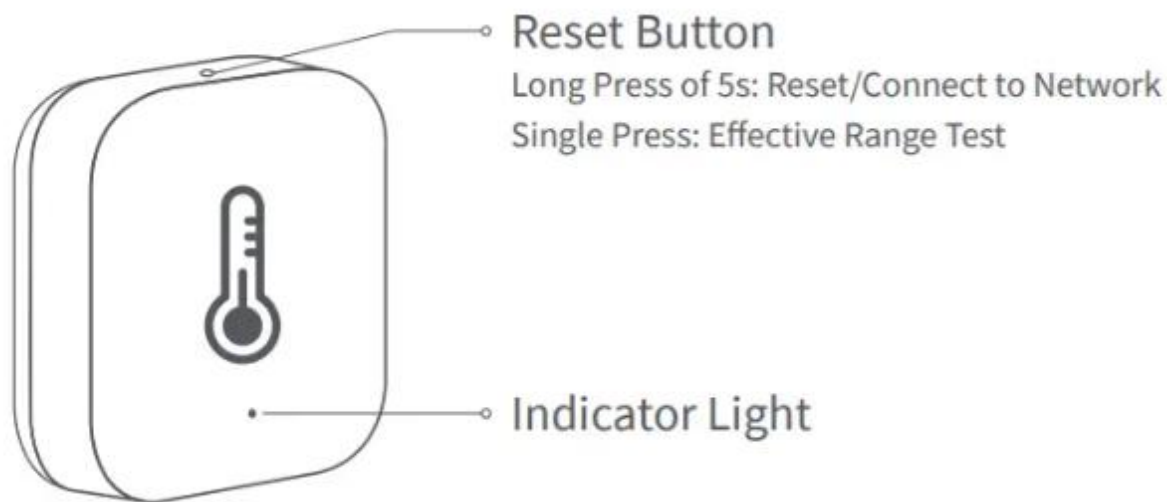 Reset Button
Long Press of 5s: Reset/Connect to Network
Single Press: Effective Range Test
Indicator Light